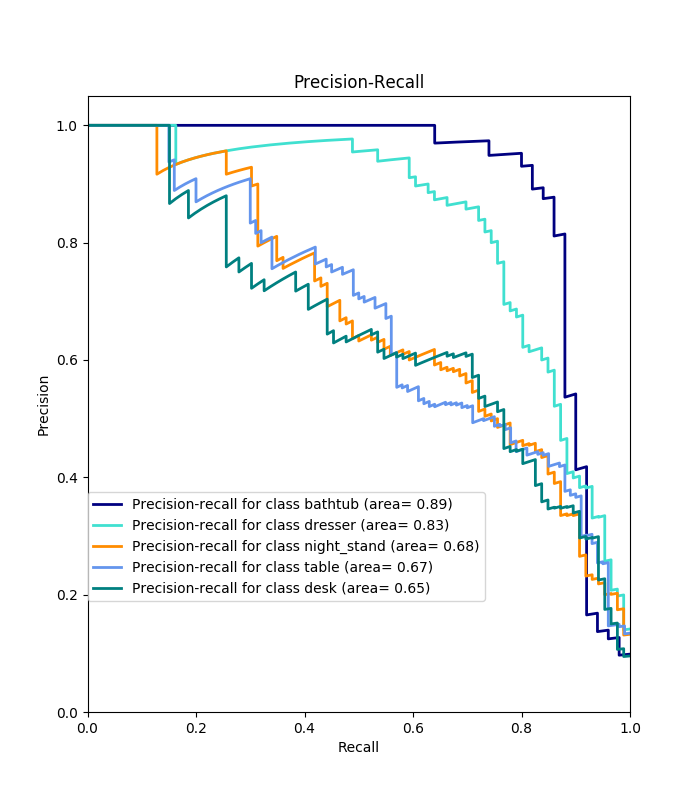 Precision-Recall
1.0
0.8
0.6
0.4
0.2
0.0
Precision
Precision-recall for class bathtub (area= 0.89)
Precision-recall for class dresser (area= 0.83)
Precision-recall for class night_stand (area= 0.68)
Precision-recall for class table (area= 0.67)
Precision-recall for class desk (area= 0.65)
0.0 0.2 0.4 0.6 0.8 1.0
Recall